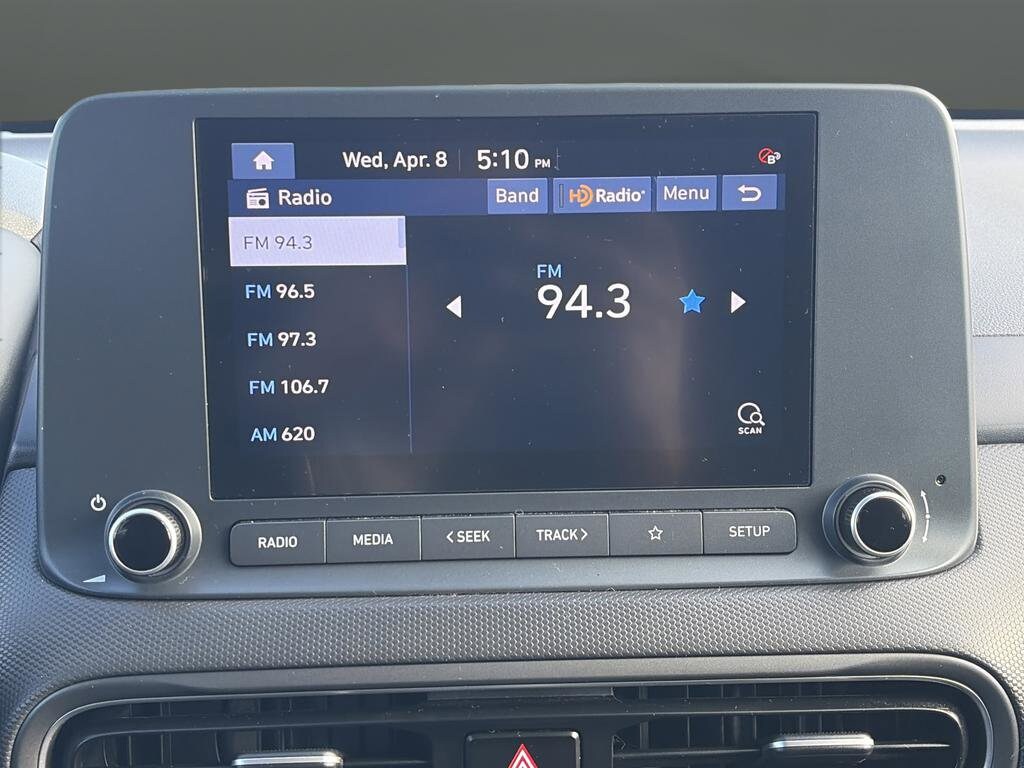 Wed, Apr. 8 5:10 PM B
Radio Band HD Radio Menu
FM 94.3
FM 96.5
FM 97.3
FM 106.7
AM 620
FM
94.3
SCAN
RADIO MEDIA < SEEK TRACK > SETUP